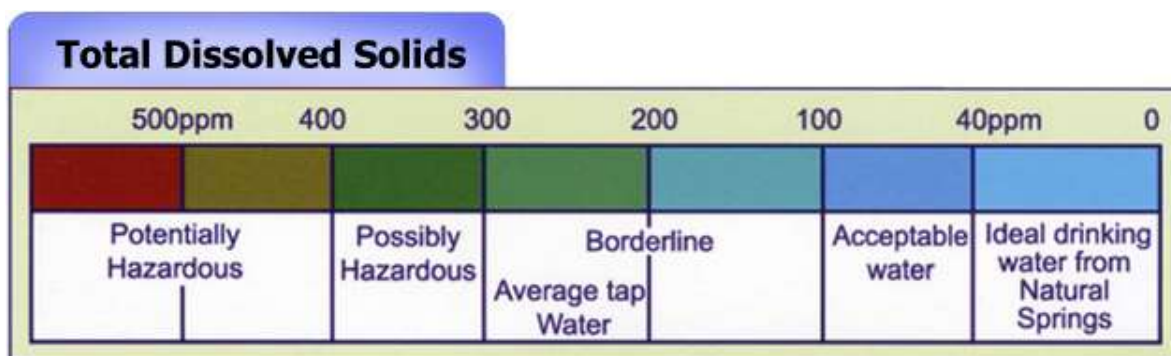 Total Dissolved Solids
500ppm 400 300 200 100 40ppm 0
Potentially
Hazardous
Possibly
Hazardous
Borderline
Average tap
Water
Acceptable
water
Ideal drinking
water from
Natural
Springs